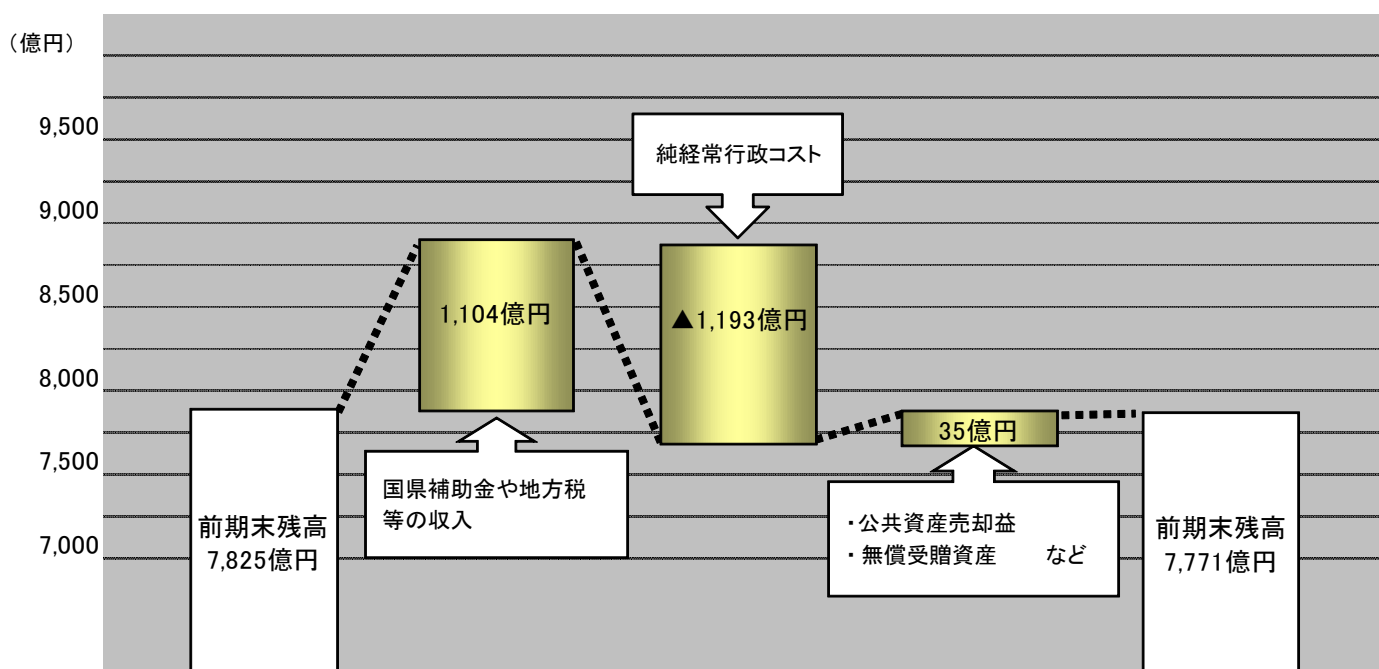 （億円）
9,500
9,000
8,500
8,000
7,500
7,000
純経常行政コスト
1,104億円
▲1,193億円
35億円
国県補助金や地方税
等の収入
・公共資産売却益
・無償受贈資産　　など
前期末残高
7,825億円
前期末残高
7,771億円